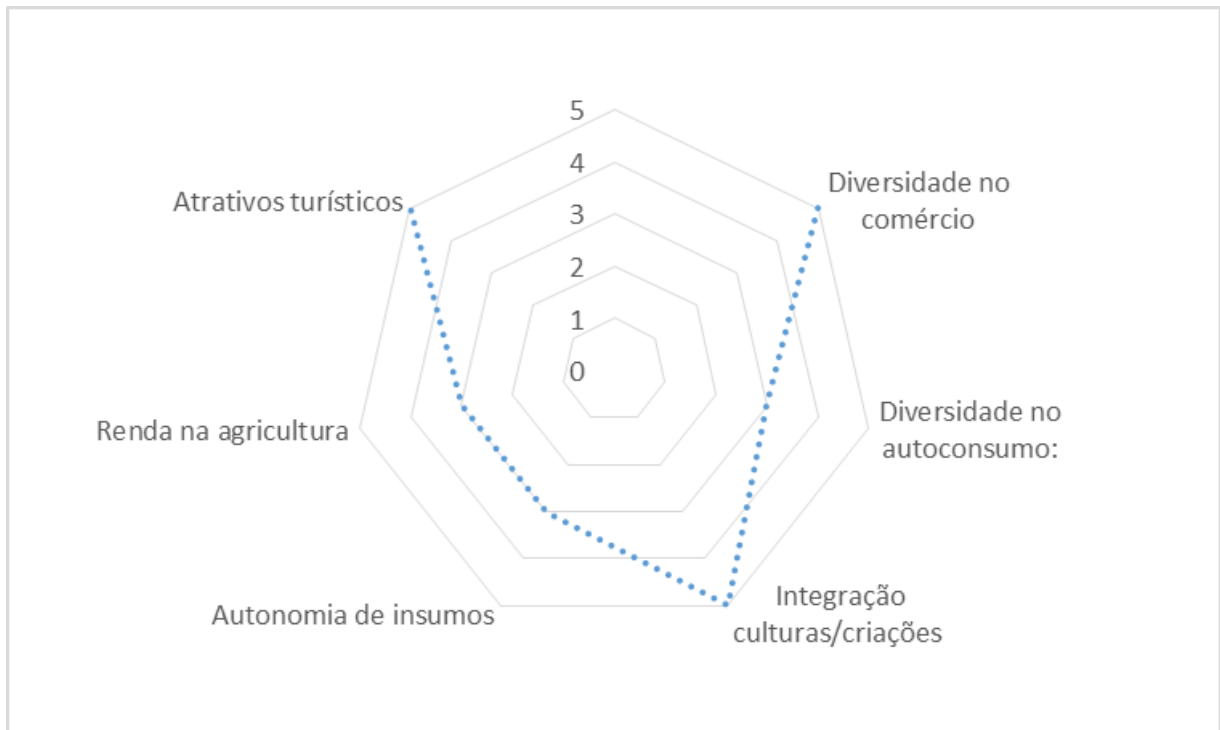 5
4
3
2
1
0
Diversidade no
comércio
Diversidade no
autoconsumo:
Integração
culturas/criações
Autonomia de insumos
Renda na agricultura
Atrativos turísticos